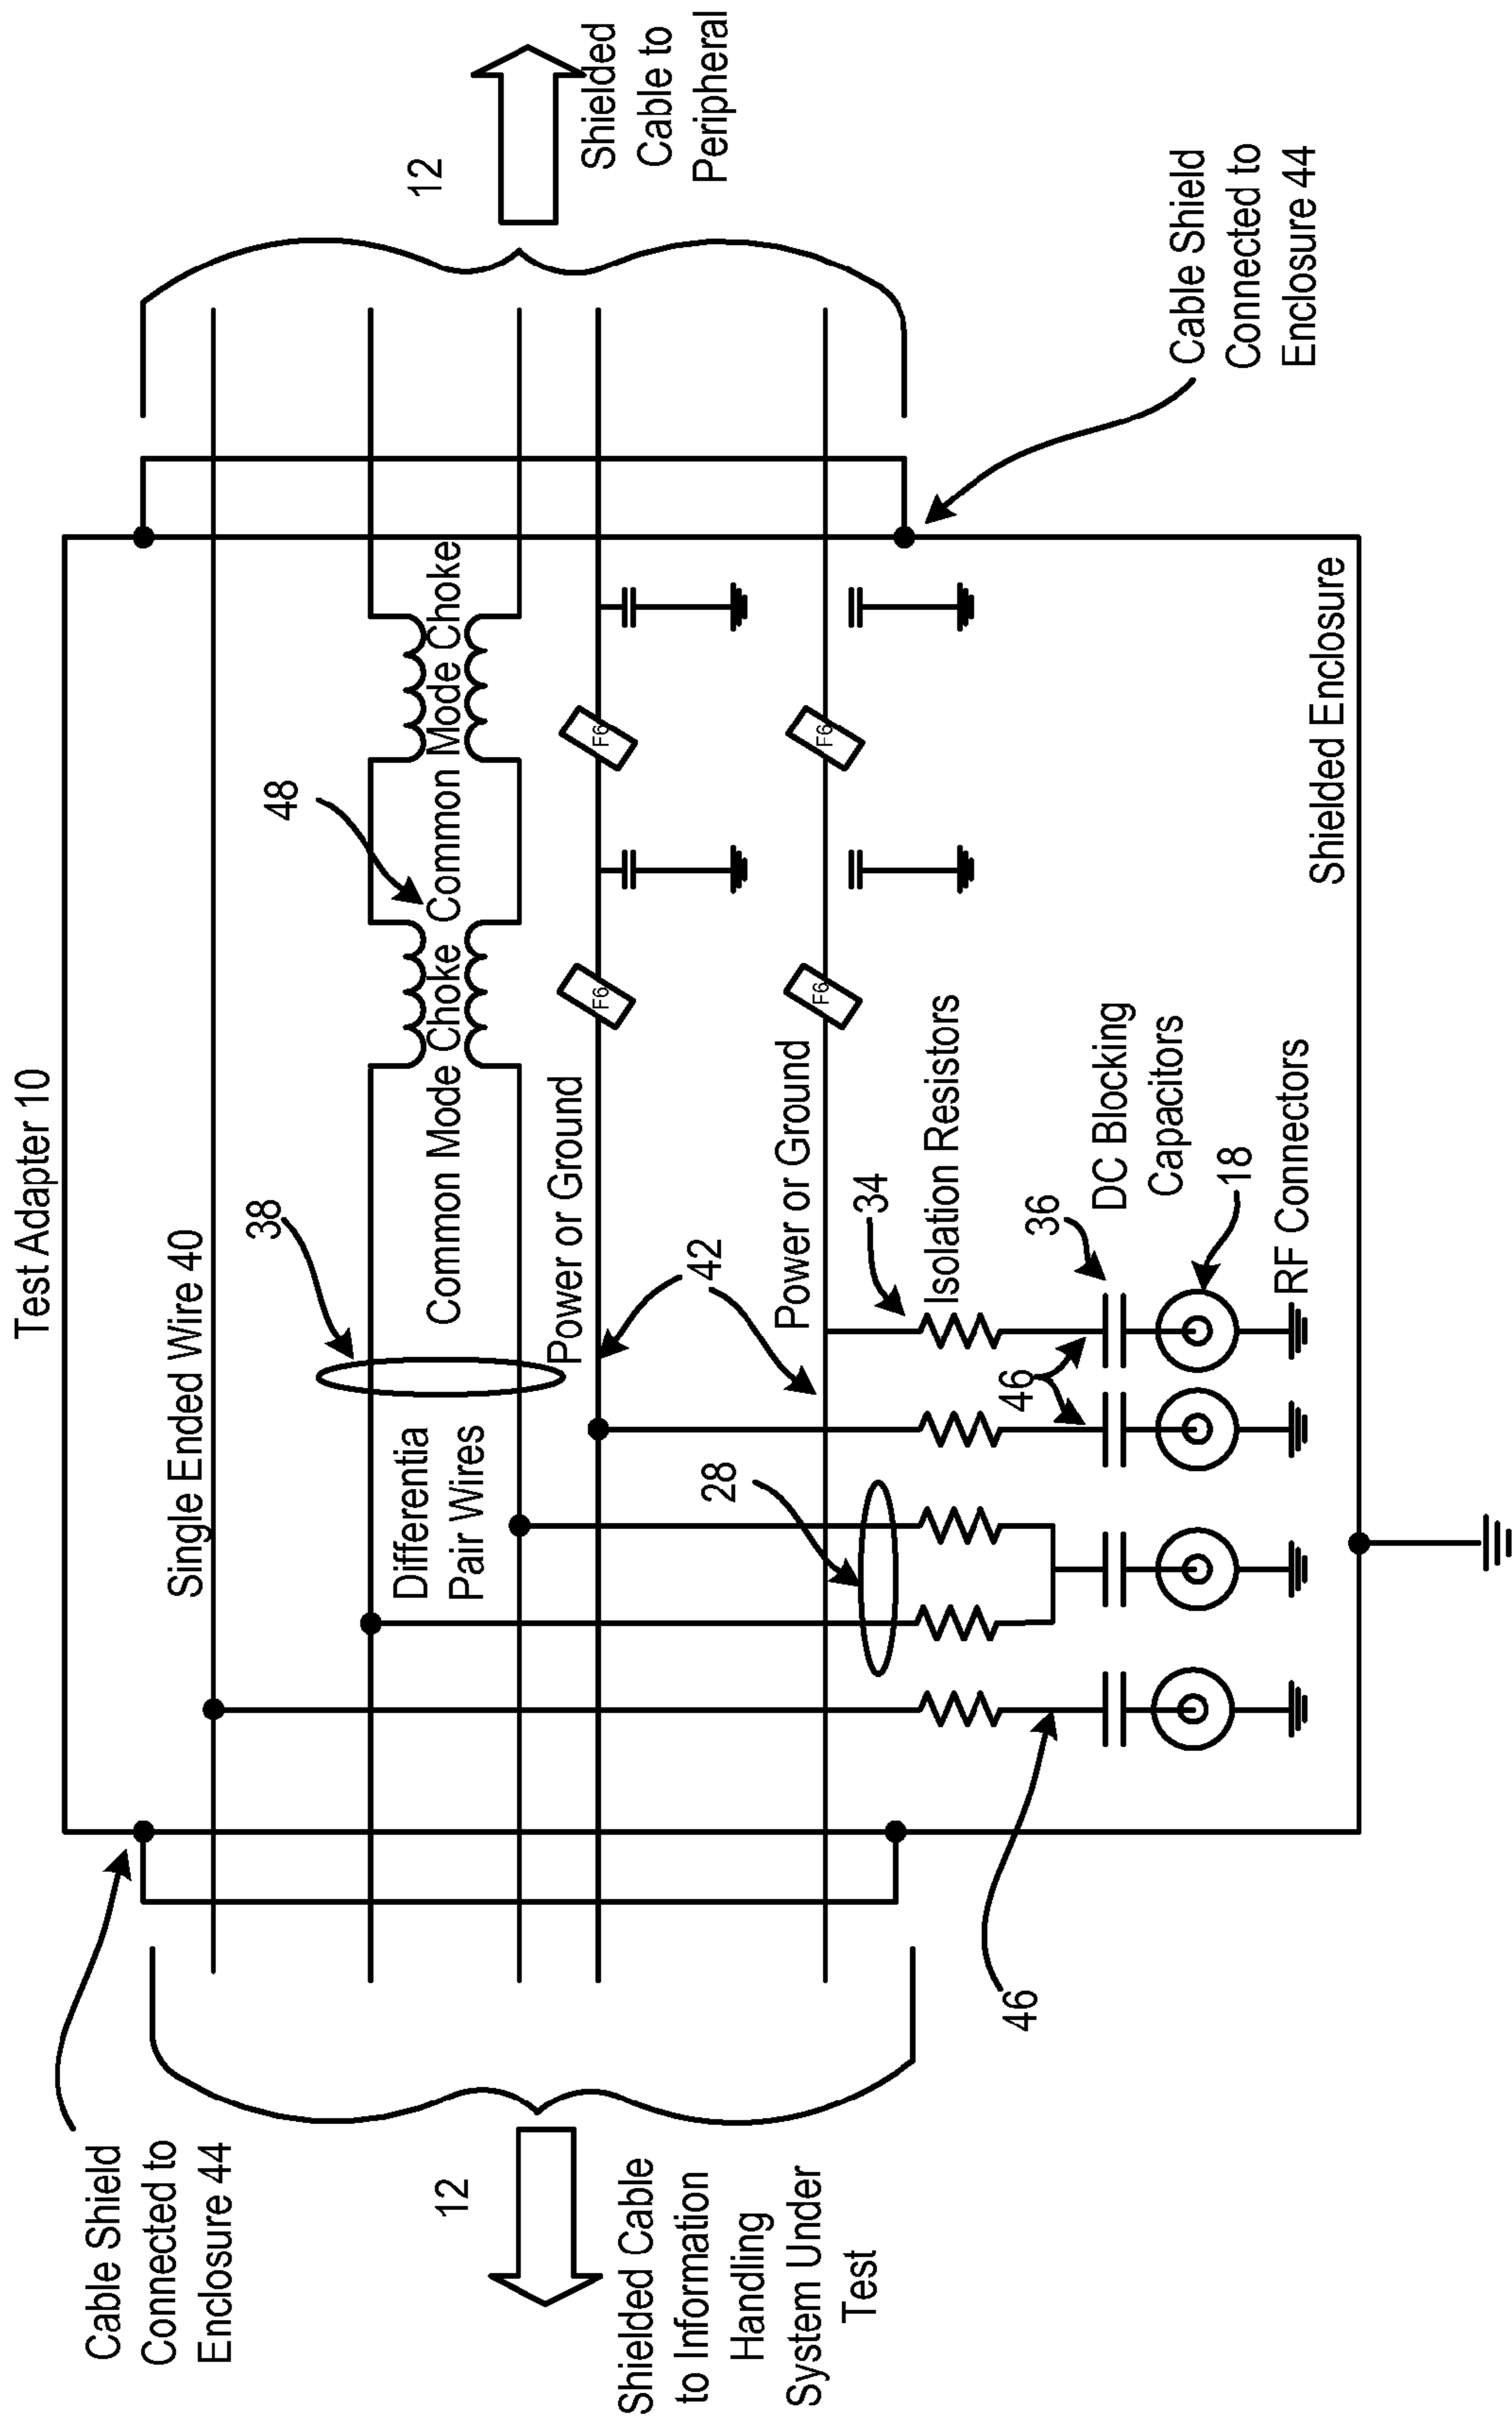 Test Adapter 10
Cable Shield
Connected to
Enclosure 44
Single Ended Wire 40
38
48
12
12
Differentia
Pair Wires
Common Mode Choke
Common Mode Choke
Shielded
Cable to
Peripheral
Power or Ground
F6
F6
Shielded Cable
to Information
Handling
System Under
Test
28
42
Power or Ground
F6
F6
34
Isolation Resistors
46
46
36
DC Blocking
Capacitors
18
RF Connectors
Cable Shield
Connected to
Enclosure 44
Shielded Enclosure